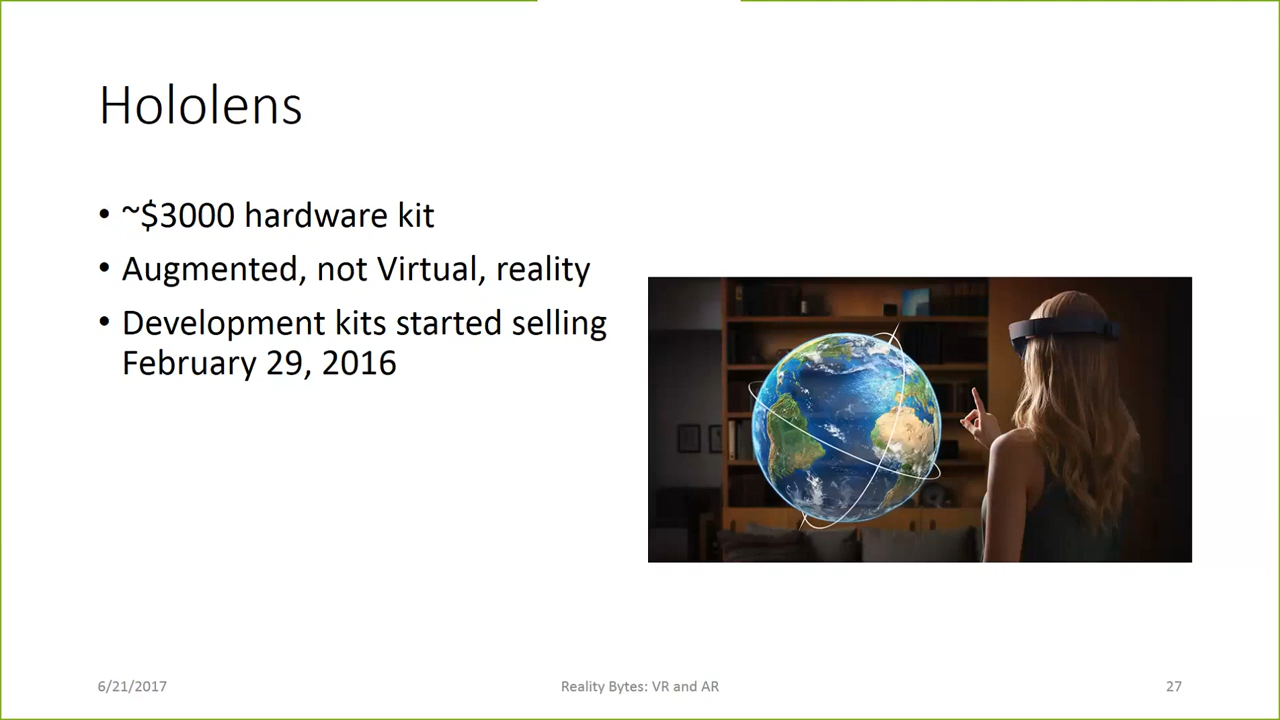 Hololens
• ~$3000 hardware kit
• Augmented, not Virtual, reality
• Development kits started selling
February 29, 2016
6/21/2017
Reality Bytes: VR and AR
27